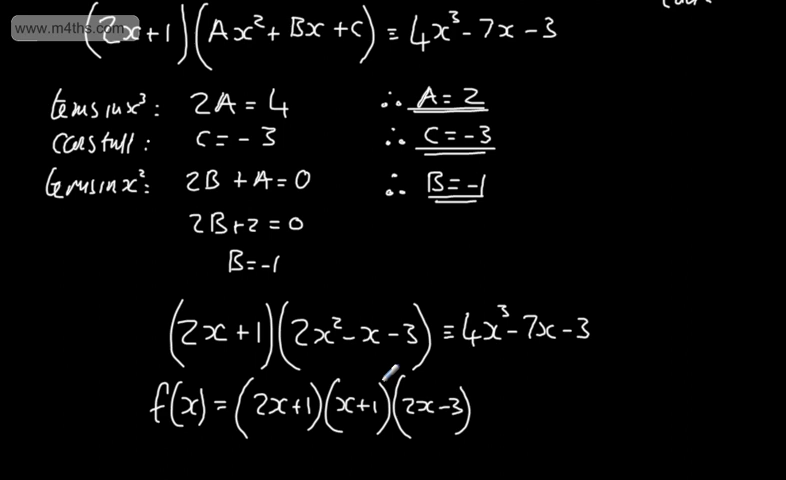 www.m4ths.com
(2x+1)(Ax²+Bx+C) ≡ 4x³-7x-3
terms in x³: 2A=4 ∴ A=2
C=-3 ∴ C=-3
terms in x²: 2B+A=0 ∴ B=-1
2B+2=0
B=-1
(2x+1)(2x²-x-3) ≡ 4x³-7x-3
f(x)=(2x+1)(x+1)(2x-3)